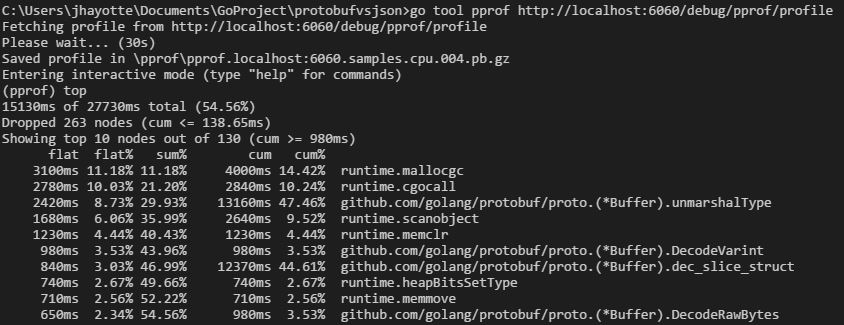 C:\Users\jhayotte\Documents\GoProject\protobufvsjson>go tool pprof http://localhost:6060/debug/pprof/profile
Fetching profile from http://localhost:6060/debug/pprof/profile
Please wait... (30s)
Saved profile in \pprof\pprof.localhost:6060.samples.cpu.004.pb.gz
Entering interactive mode (type "help" for commands)
(pprof) top
15130ms of 27730ms total (54.56%)
Dropped 263 nodes (cum <= 138.65ms)
Showing top 10 nodes out of 130 (cum >= 980ms)
      flat  flat%   sum%        cum   cum%
    3100ms 11.18% 11.18%     4000ms 14.42%  runtime.mallocgc
    2780ms 10.03% 21.20%     2840ms 10.24%  runtime.cgocall
    2420ms  8.73% 29.93%    13160ms 47.46%  github.com/golang/protobuf/proto.(*Buffer).unmarshalType
    1680ms  6.06% 35.99%     2640ms  9.52%  runtime.scanobject
    1230ms  4.44% 40.43%     1230ms  4.44%  runtime.memclr
     980ms  3.53% 43.96%      980ms  3.53%  github.com/golang/protobuf/proto.(*Buffer).DecodeVarint
     840ms  3.03% 46.99%    12370ms 44.61%  github.com/golang/protobuf/proto.(*Buffer).dec_slice_struct
     740ms  2.67% 49.66%      740ms  2.67%  runtime.heapBitsSetType
     710ms  2.56% 52.22%      710ms  2.56%  runtime.memmove
     650ms  2.34% 54.56%      980ms  3.53%  github.com/golang/protobuf/proto.(*Buffer).DecodeRawBytes